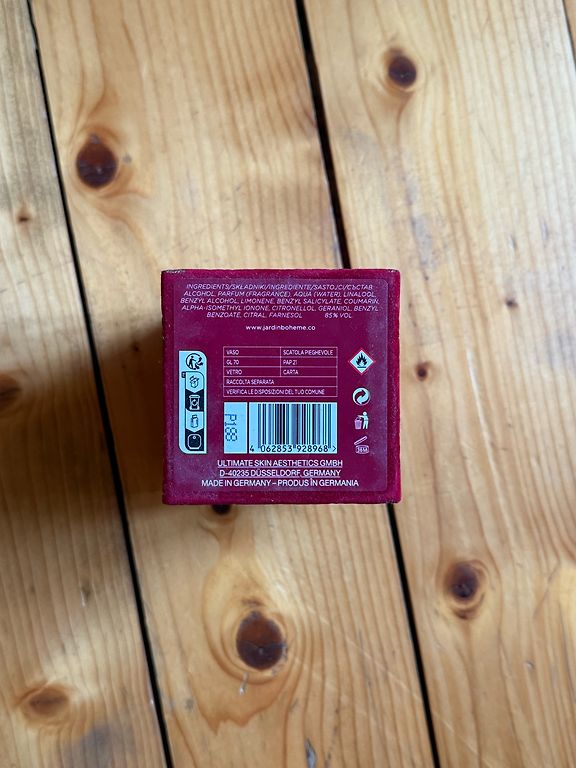 INGREDIENTS/SKŁADNIKI/INGREDIENTE/SASTOJCI/СЪСТАВ:
ALCOHOL, PARFUM (FRAGRANCE), AQUA (WATER), LINALOOL,
BENZYL ALCOHOL, LIMONENE, BENZYL SALICYLATE, COUMARIN,
ALPHA-ISOMETHYL IONONE, CITRONELLOL, GERANIOL, BENZYL
BENZOATE, CITRAL, FARNESOL 85% VOL
www.jardinboheme.co
VASO SCATOLA PIEGHEVOLE
GL 70 PAP 21
VETRO CARTA
RACCOLTA SEPARATA
VERIFICA LE DISPOSIZIONI DEL TUO COMUNE
P188
4 062853 928968 >
36M
ULTIMATE SKIN AESTHETICS GMBH
D-40235 DÜSSELDORF, GERMANY
MADE IN GERMANY – PRODUS ÎN GERMANIA